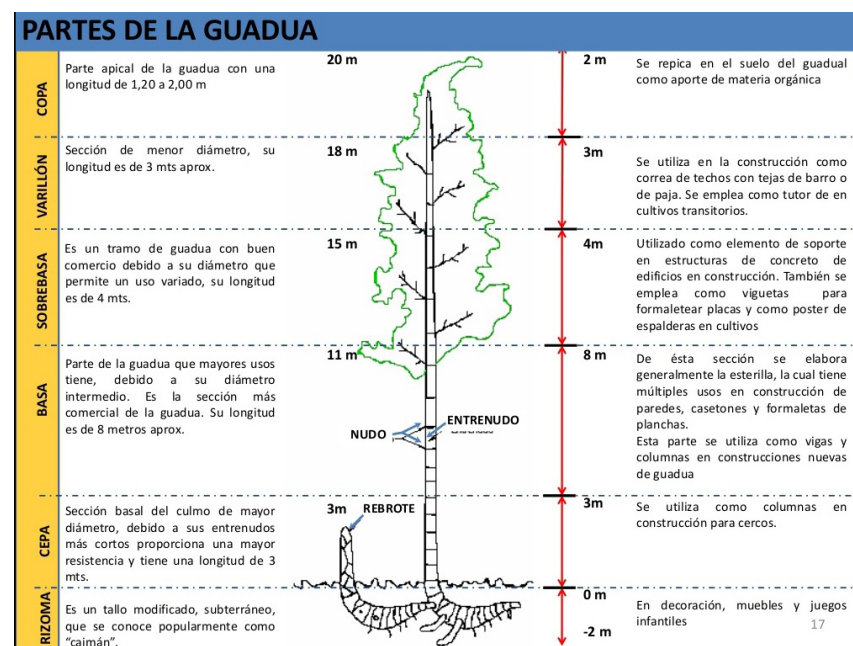 PARTES DE LA GUADUA
COPA
Parte apical de la guadua con una
longitud de 1,20 a 2,00 m
20 m
2 m
Se repica en el suelo del guadual
como aporte de materia orgánica
VARILLÓN
Sección de menor diámetro, su
longitud es de 3 mts aprox.
18 m
3m
Se utiliza en la construcción como
correa de techos con tejas de barro o
de paja. Se emplea como tutor de en
cultivos transitorios.
SOBREBASA
Es un tramo de guadua con buen
comercio debido a su diámetro que
permite un uso variado, su longitud
es de 4 mts.
15 m
4m
Utilizado como elemento de soporte
en estructuras de concreto de
edificios en construcción. También se
emplea como viguetas para
formaletear placas y como poster de
espalderas en cultivos
BASA
Parte de la guadua que mayores usos
tiene, debido a su diámetro
intermedio. Es la sección más
comercial de la guadua. Su longitud
es de 8 metros aprox.
11 m
NUDO
ENTRENUDO
8 m
De ésta sección se elabora
generalmente la esterilla, la cual tiene
múltiples usos en construcción de
paredes, casetones y formaletas de
planchas.
Esta parte se utiliza como vigas y
columnas en construcciones nuevas
de guadua
CEPA
Sección basal del culmo de mayor
diámetro, debido a sus entrenudos
más cortos proporciona una mayor
resistencia y tiene una longitud de 3
mts.
3m
REBROTE
3m
Se utiliza como columnas en
construcción para cercos.
RIZOMA
Es un tallo modificado, subterráneo,
que se conoce popularmente como
"caimán".
0 m
-2 m
En decoración, muebles y juegos
infantiles
17